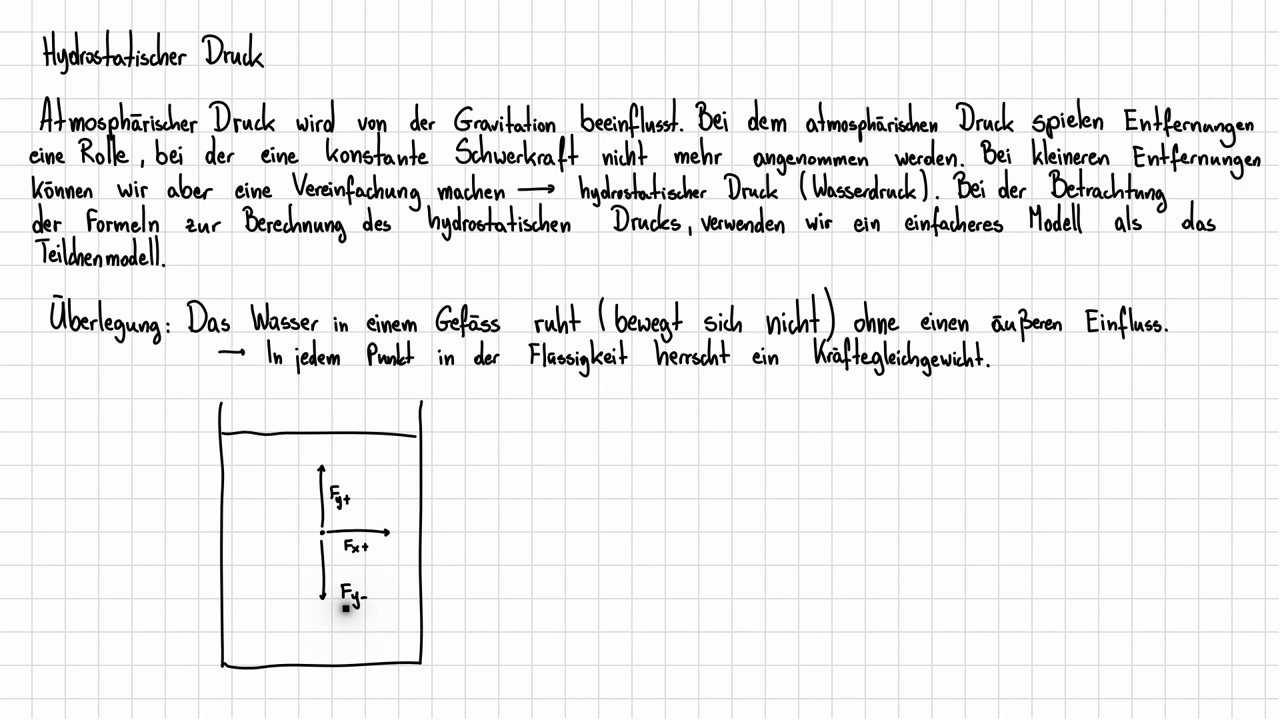 Hydrostatischer Druck
Atmosphärischer Druck wird von der Gravitation beeinflusst. Bei dem atmosphärischen Druck spielen Entfernungen
eine Rolle, bei der eine konstante Schwerkraft nicht mehr angenommen werden. Bei kleineren Entfernungen
können wir aber eine Vereinfachung machen → hydrostatischer Druck (Wasserdruck). Bei der Betrachtung
der Formeln zur Berechnung des hydrostatischen Drucks, verwenden wir ein einfacheres Modell als das
Teilchenmodell.
Überlegung: Das Wasser in einem Gefäss ruht (bewegt sich nicht) ohne einen äußeren Einfluss.
→ In jedem Punkt in der Flüssigkeit herrscht ein Kräftegleichgewicht.
Fy+
Fx+
Fy-